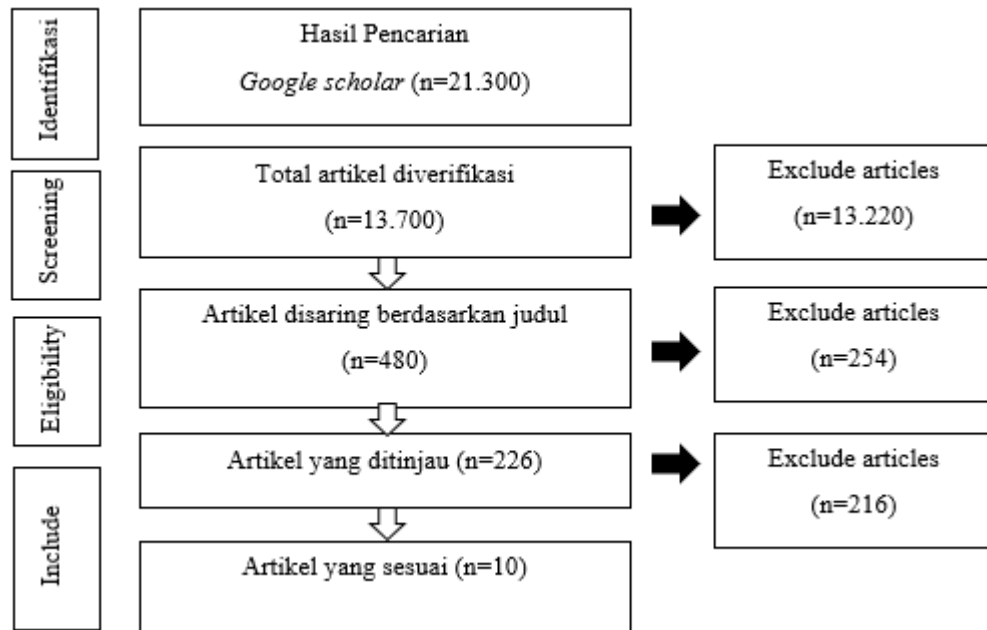 Identifikasi
Hasil Pencarian
Google scholar (n=21.300)
Screening
Total artikel diverifikasi
(n=13.700)
Exclude articles
(n=13.220)
Eligibility
Artikel disaring berdasarkan judul
(n=480)
Exclude articles
(n=254)
Include
Artikel yang ditinjau (n=226)
Exclude articles
(n=216)
Artikel yang sesuai (n=10)